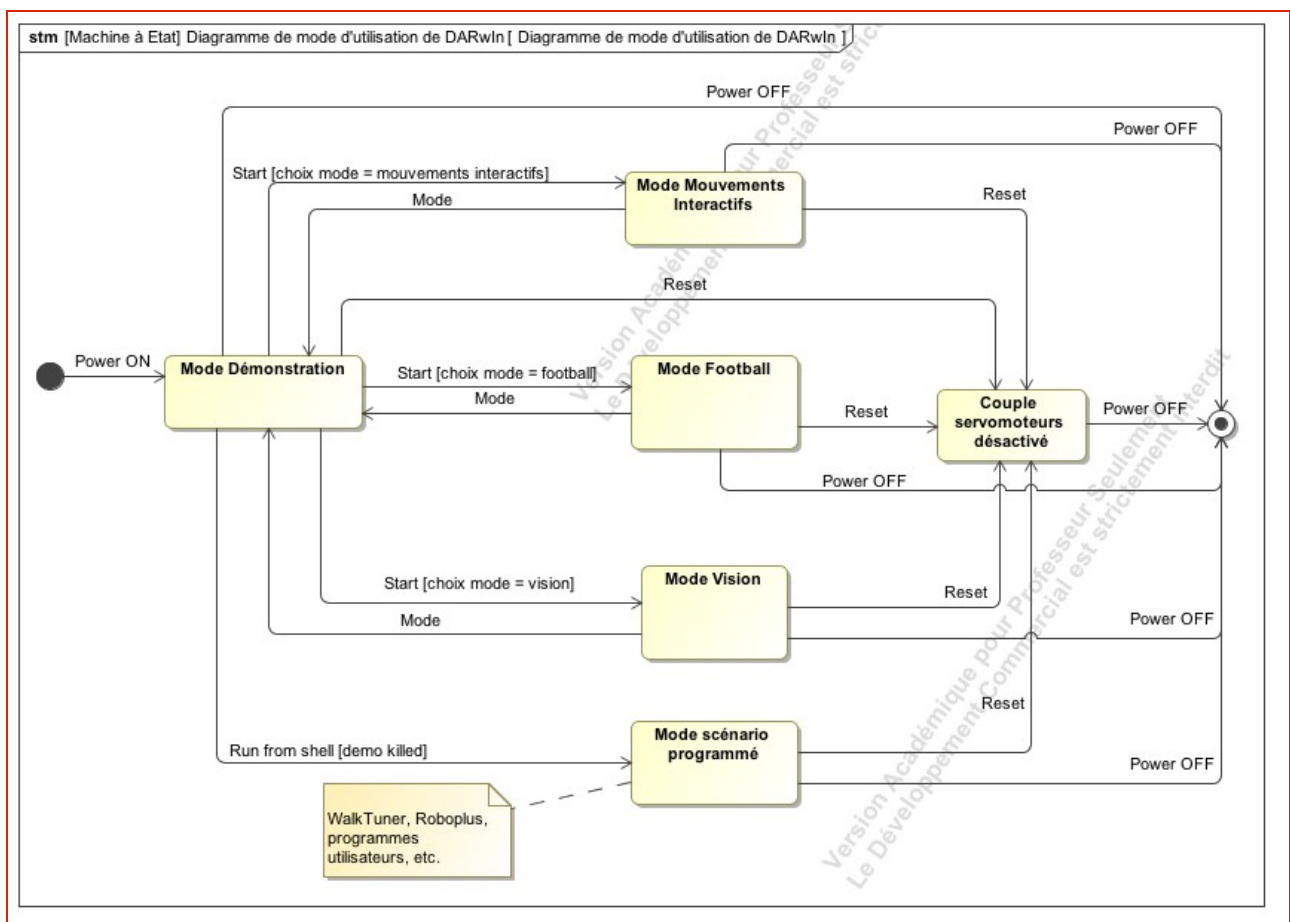 stm [Machine à Etat] Diagramme de mode d'utilisation de DARwIn [ Diagramme de mode d'utilisation de DARwIn ]
Power OFF
Power OFF
Start [choix mode = mouvements interactifs]
Mode Mouvements
Interactifs
Mode
Reset
Reset
Power ON
Mode Démonstration
Start [choix mode = football]
Mode
Mode Football
Reset
Couple
servomoteurs
désactivé
Power OFF
Power OFF
Start [choix mode = vision]
Mode
Mode Vision
Reset
Power OFF
Reset
Run from shell [demo killed]
Mode scénario
programmé
Power OFF
WalkTuner, Roboplus,
programmes
utilisateurs, etc.
Version Académique pour Professeur Seulement
Le Développement Commercial est strictement interdit